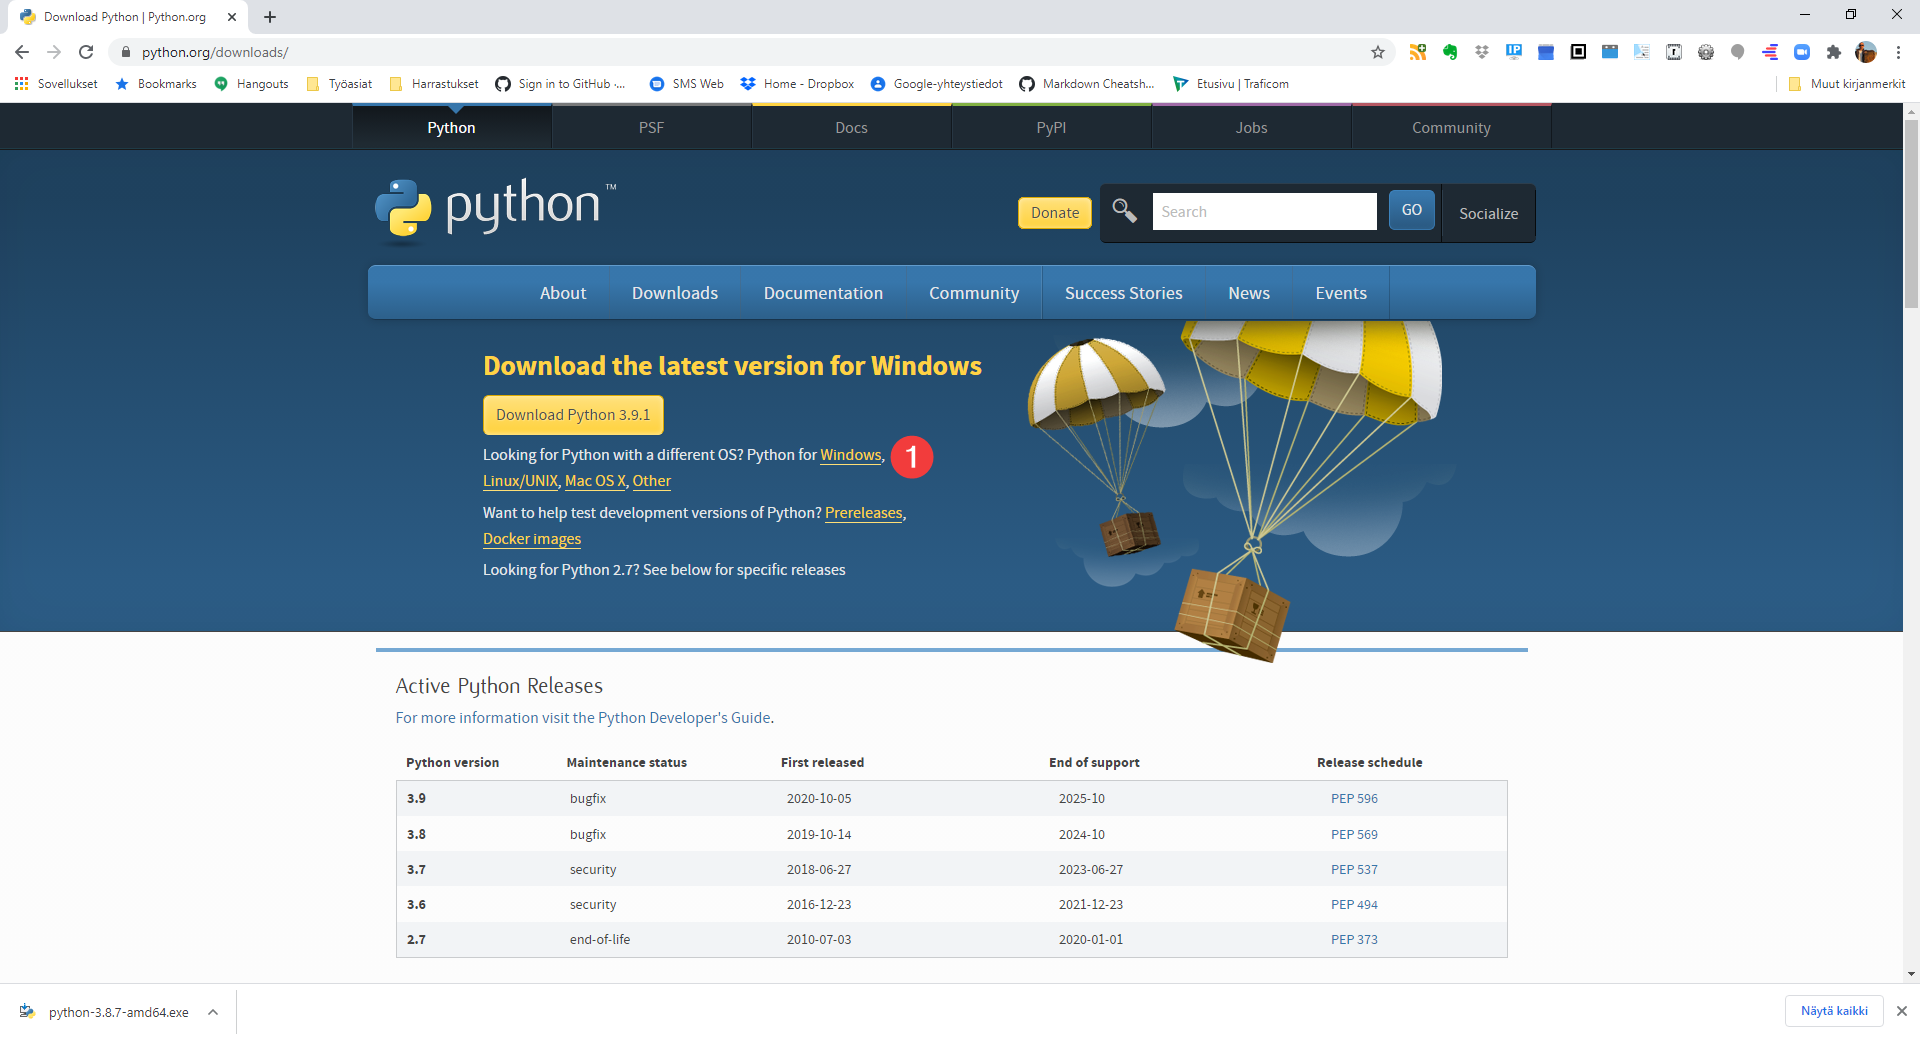 Download Python | Python.org
python.org/downloads/
Sovellukset Bookmarks Hangouts Työasiat Harrastukset Sign in to GitHub ·... SMS Web Home - Dropbox Google-yhteystiedot Markdown Cheatsh... Etusivu | Traficom Muut kirjanmerkit
Python PSF Docs PyPI Jobs Community
python™
Donate Search GO Socialize
About Downloads Documentation Community Success Stories News Events
Download the latest version for Windows
Download Python 3.9.1
Looking for Python with a different OS? Python for Windows,
1
Linux/UNIX, Mac OS X, Other
Want to help test development versions of Python? Prereleases,
Docker images
Looking for Python 2.7? See below for specific releases
Active Python Releases
For more information visit the Python Developer's Guide.
Python version Maintenance status First released End of support Release schedule
3.9 bugfix 2020-10-05 2025-10 PEP 596
3.8 bugfix 2019-10-14 2024-10 PEP 569
3.7 security 2018-06-27 2023-06-27 PEP 537
3.6 security 2016-12-23 2021-12-23 PEP 494
2.7 end-of-life 2010-07-03 2020-01-01 PEP 373
python-3.8.7-amd64.exe Näytä kaikki